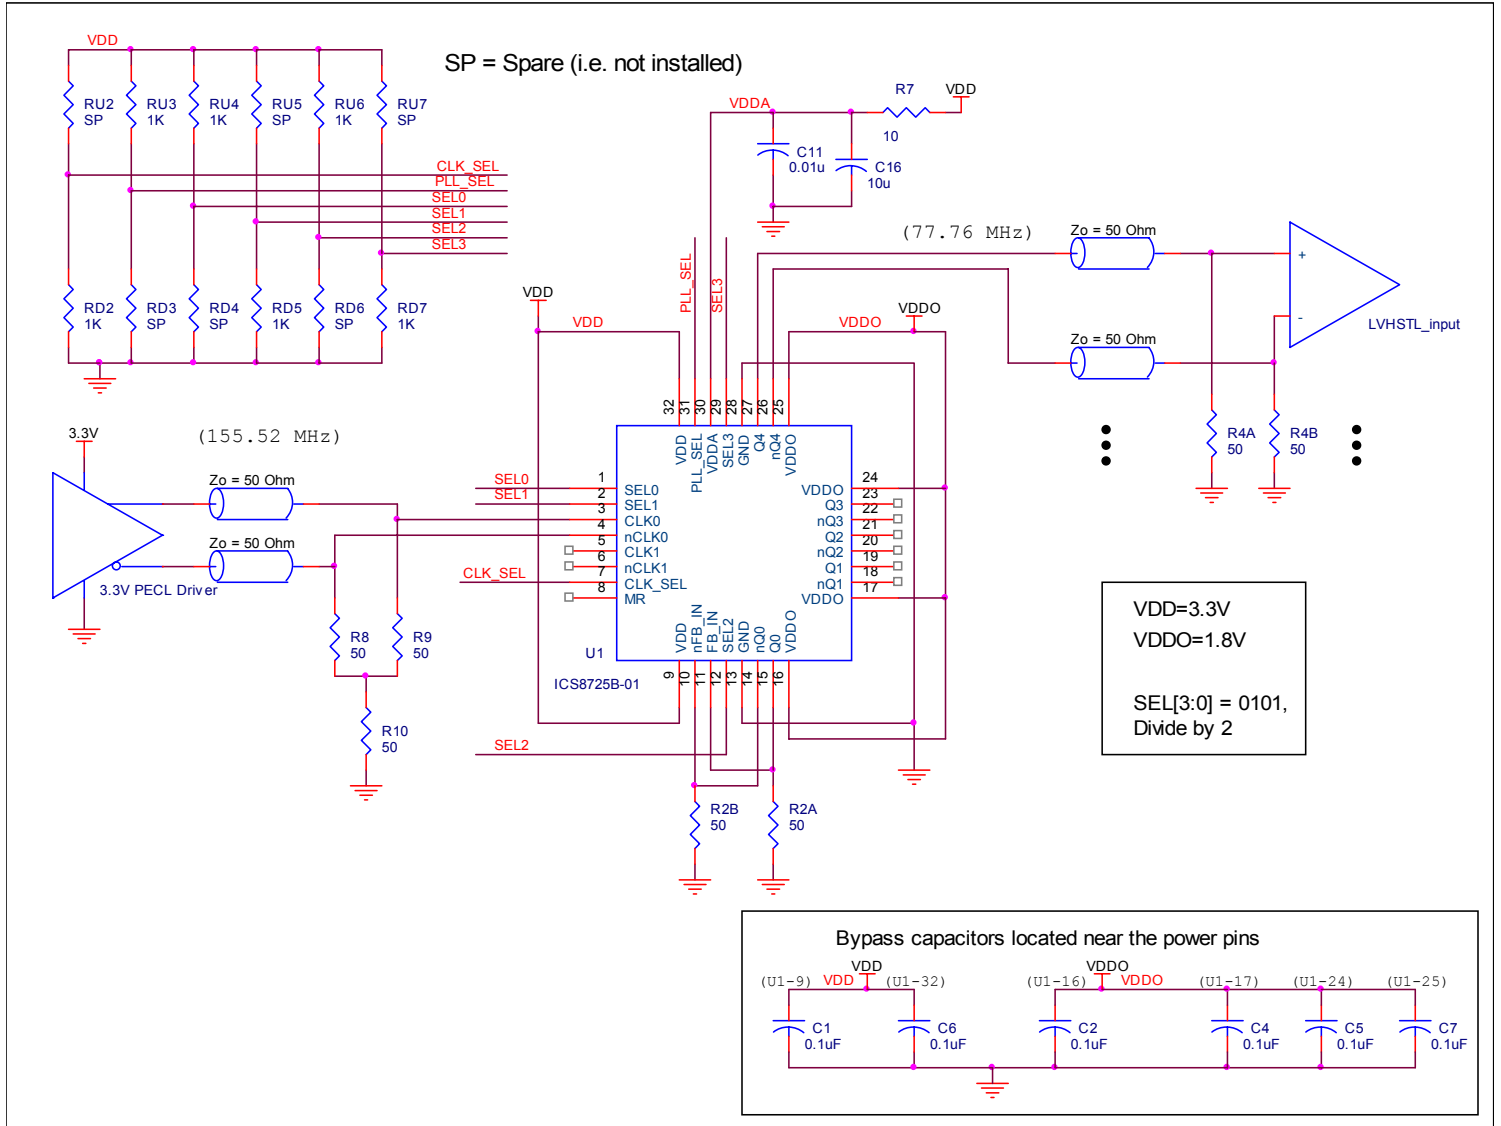 VDD
SP = Spare (i.e. not installed)
RU2 SP
RU3 1K
RU4 1K
RU5 SP
RU6 1K
RU7 SP
CLK_SEL
PLL_SEL
SEL0
SEL1
SEL2
SEL3
RD2 1K
RD3 SP
RD4 SP
RD5 1K
RD6 SP
RD7 1K
VDDA
R7
10
VDD
C11
0.01u
C16
10u
(77.76 MHz)
Zo = 50 Ohm
Zo = 50 Ohm
+
-
LVHSTL_input
R4A
50
R4B
50
VDD
VDD
PLL_SEL
SEL3
VDDO
VDDO
3.3V
(155.52 MHz)
Zo = 50 Ohm
Zo = 50 Ohm
3.3V PECL Driver
R8
50
R9
50
R10
50
SEL0
SEL1
CLK_SEL
SEL2
32 31 30 29 28 27 26 25
VDD PLL_SEL VDDA SEL3 GND Q4 nQ4 VDDO
1 SEL0
2 SEL1
3 CLK0
4 nCLK0
5 CLK1
6 nCLK1
7 CLK_SEL
8 MR
24 VDDO
23 Q3
22 nQ3
21 Q2
20 nQ2
19 Q1
18 nQ1
17 VDDO
VDD nFB_IN FB_IN SEL2 GND nQ0 Q0 VDDO
9 10 11 12 13 14 15 16
U1
ICS8725B-01
R2B
50
R2A
50
VDD=3.3V
VDDO=1.8V
SEL[3:0] = 0101,
Divide by 2
Bypass capacitors located near the power pins
(U1-9) VDD VDD (U1-32)
(U1-16) VDDO VDDO (U1-17) (U1-24) (U1-25)
C1
0.1uF
C6
0.1uF
C2
0.1uF
C4
0.1uF
C5
0.1uF
C7
0.1uF